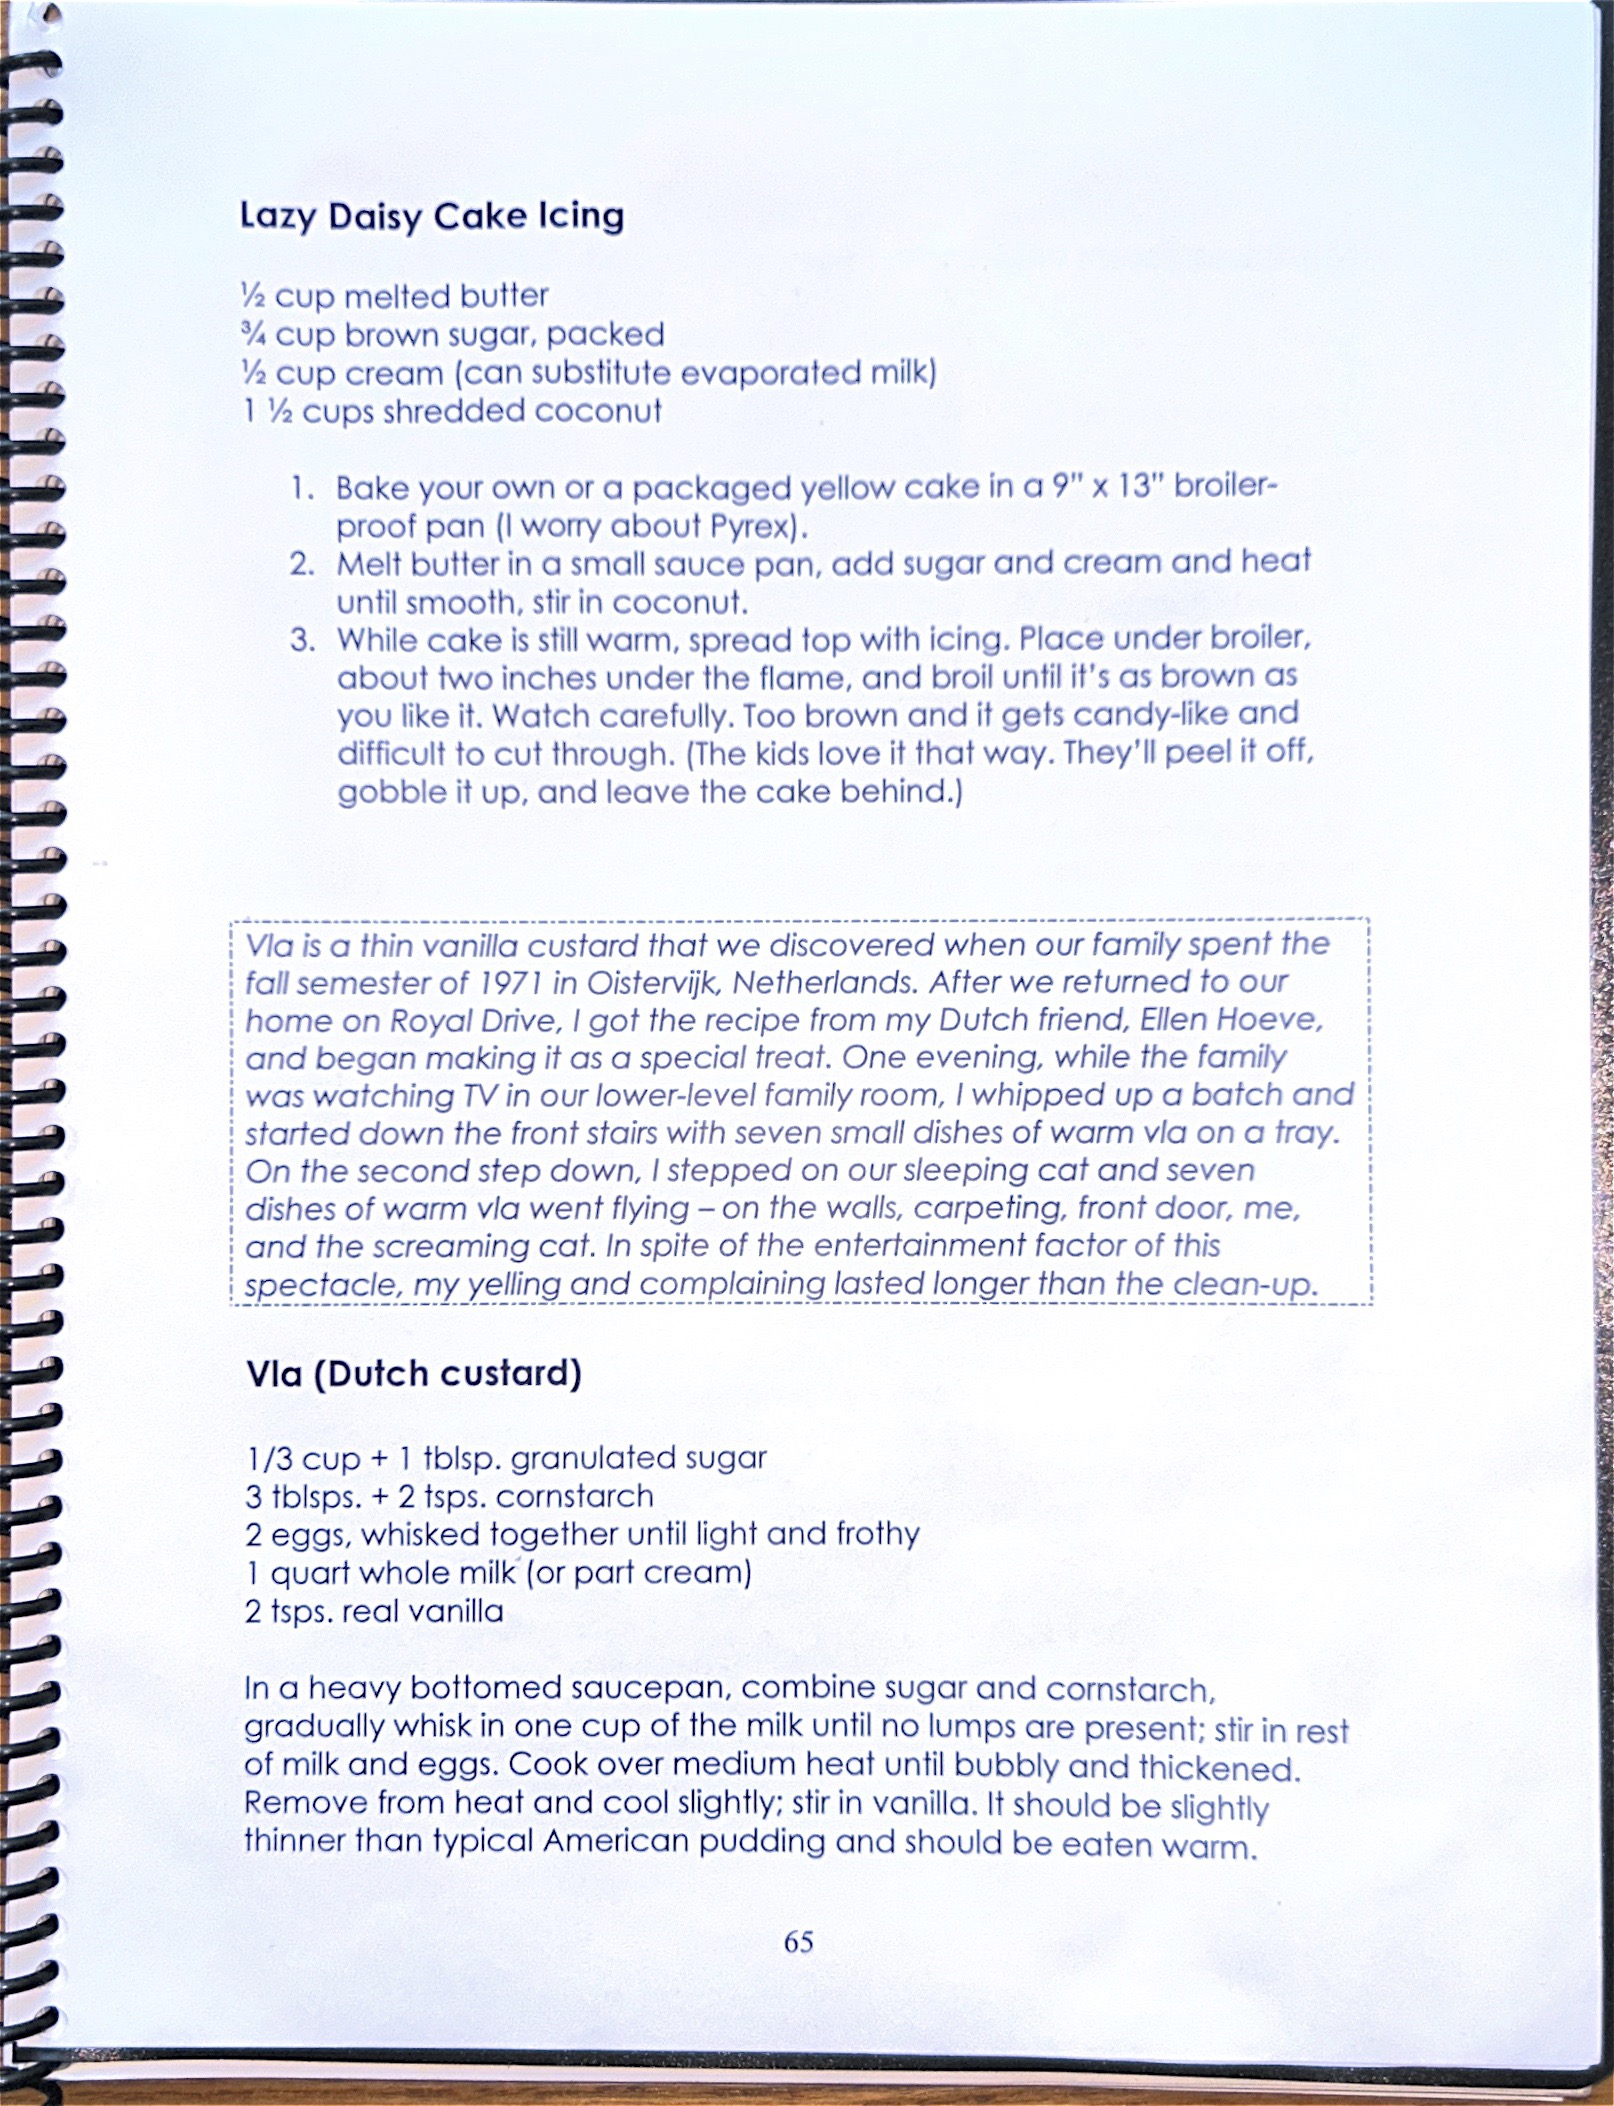 Lazy Daisy Cake Icing
½ cup melted butter
¾ cup brown sugar, packed
½ cup cream (can substitute evaporated milk)
1 ½ cups shredded coconut
1. Bake your own or a packaged yellow cake in a 9" x 13" broiler-
proof pan (I worry about Pyrex).
2. Melt butter in a small sauce pan, add sugar and cream and heat
until smooth, stir in coconut.
3. While cake is still warm, spread top with icing. Place under broiler,
about two inches under the flame, and broil until it's as brown as
you like it. Watch carefully. Too brown and it gets candy-like and
difficult to cut through. (The kids love it that way. They'll peel it off,
gobble it up, and leave the cake behind.)
Vla is a thin vanilla custard that we discovered when our family spent the
fall semester of 1971 in Oistervijk, Netherlands. After we returned to our
home on Royal Drive, I got the recipe from my Dutch friend, Ellen Hoeve,
and began making it as a special treat. One evening, while the family
was watching TV in our lower-level family room, I whipped up a batch and
started down the front stairs with seven small dishes of warm vla on a tray.
On the second step down, I stepped on our sleeping cat and seven
dishes of warm vla went flying – on the walls, carpeting, front door, me,
and the screaming cat. In spite of the entertainment factor of this
spectacle, my yelling and complaining lasted longer than the clean-up.
Vla (Dutch custard)
1/3 cup + 1 tblsp. granulated sugar
3 tblsps. + 2 tsps. cornstarch
2 eggs, whisked together until light and frothy
1 quart whole milk (or part cream)
2 tsps. real vanilla
In a heavy bottomed saucepan, combine sugar and cornstarch,
gradually whisk in one cup of the milk until no lumps are present; stir in rest
of milk and eggs. Cook over medium heat until bubbly and thickened.
Remove from heat and cool slightly; stir in vanilla. It should be slightly
thinner than typical American pudding and should be eaten warm.
65